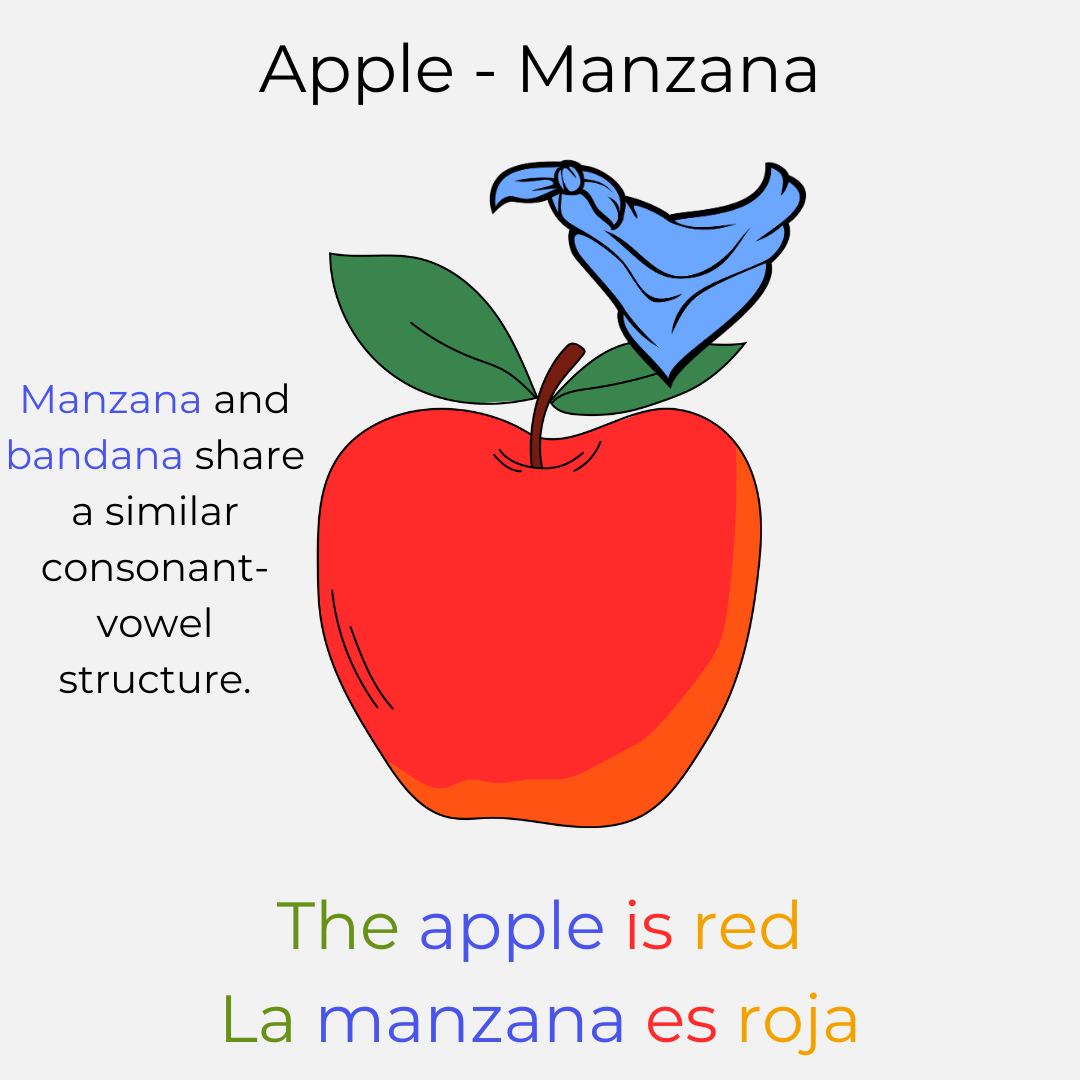 Apple - Manzana
Manzana and
bandana share
a similar
consonant-
vowel
structure.
The apple is red
La manzana es roja